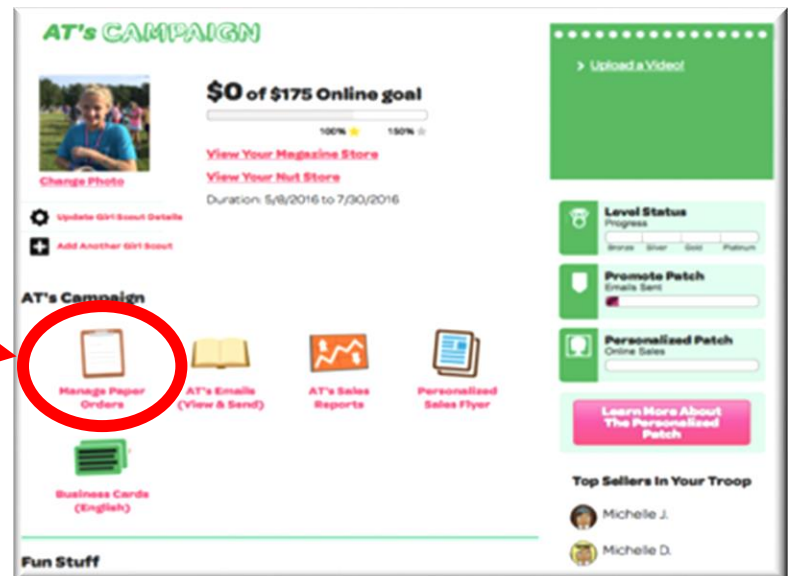 AT's CAMPAIGN
$0 of $175 Online goal
100% 150%
View Your Magazine Store
View Your Nut Store
Duration: 5/8/2016 to 7/30/2016
Change Photo
Update Girl Scout Details
Add Another Girl Scout
AT's Campaign
Manage Paper
Orders
AT's Emails
(View & Send)
AT's Sales
Reports
Personalized
Sales Flyer
Business Cards
(English)
Fun Stuff
> Upload a Video!
Level Status
Progress
Bronze Silver Gold Platinum
Promote Patch
Emails Sent
Personalized Patch
Online Sales
Learn More About
The Personalized
Patch
Top Sellers In Your Troop
Michelle J.
Michelle D.